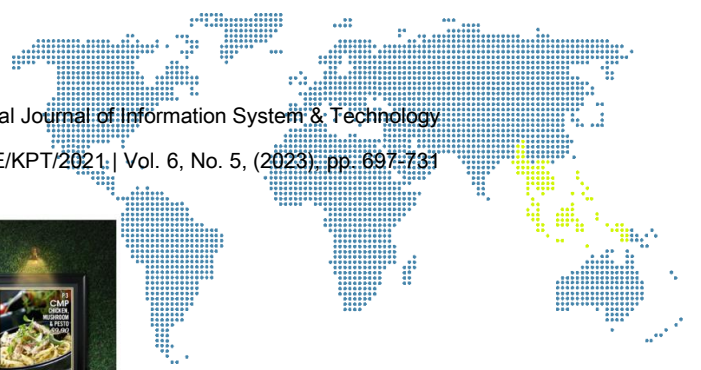 al Journal of Information System & Technology
E/KPT/2021 | Vol. 6, No. 5, (2023), pp. 697-731
P3
CMP
CHICKEN,
MUSHROOM
& PESTO